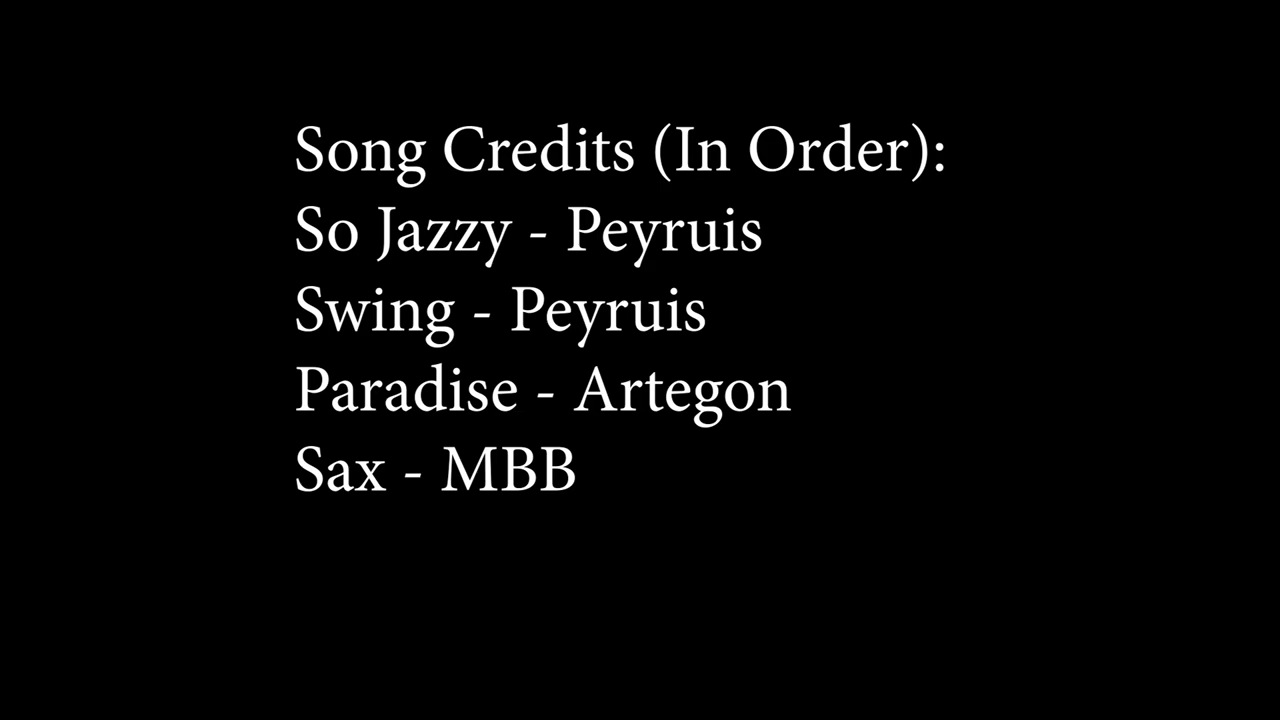 Song Credits (In Order):
So Jazzy - Peyruis
Swing - Peyruis
Paradise - Artegon
Sax - MBB